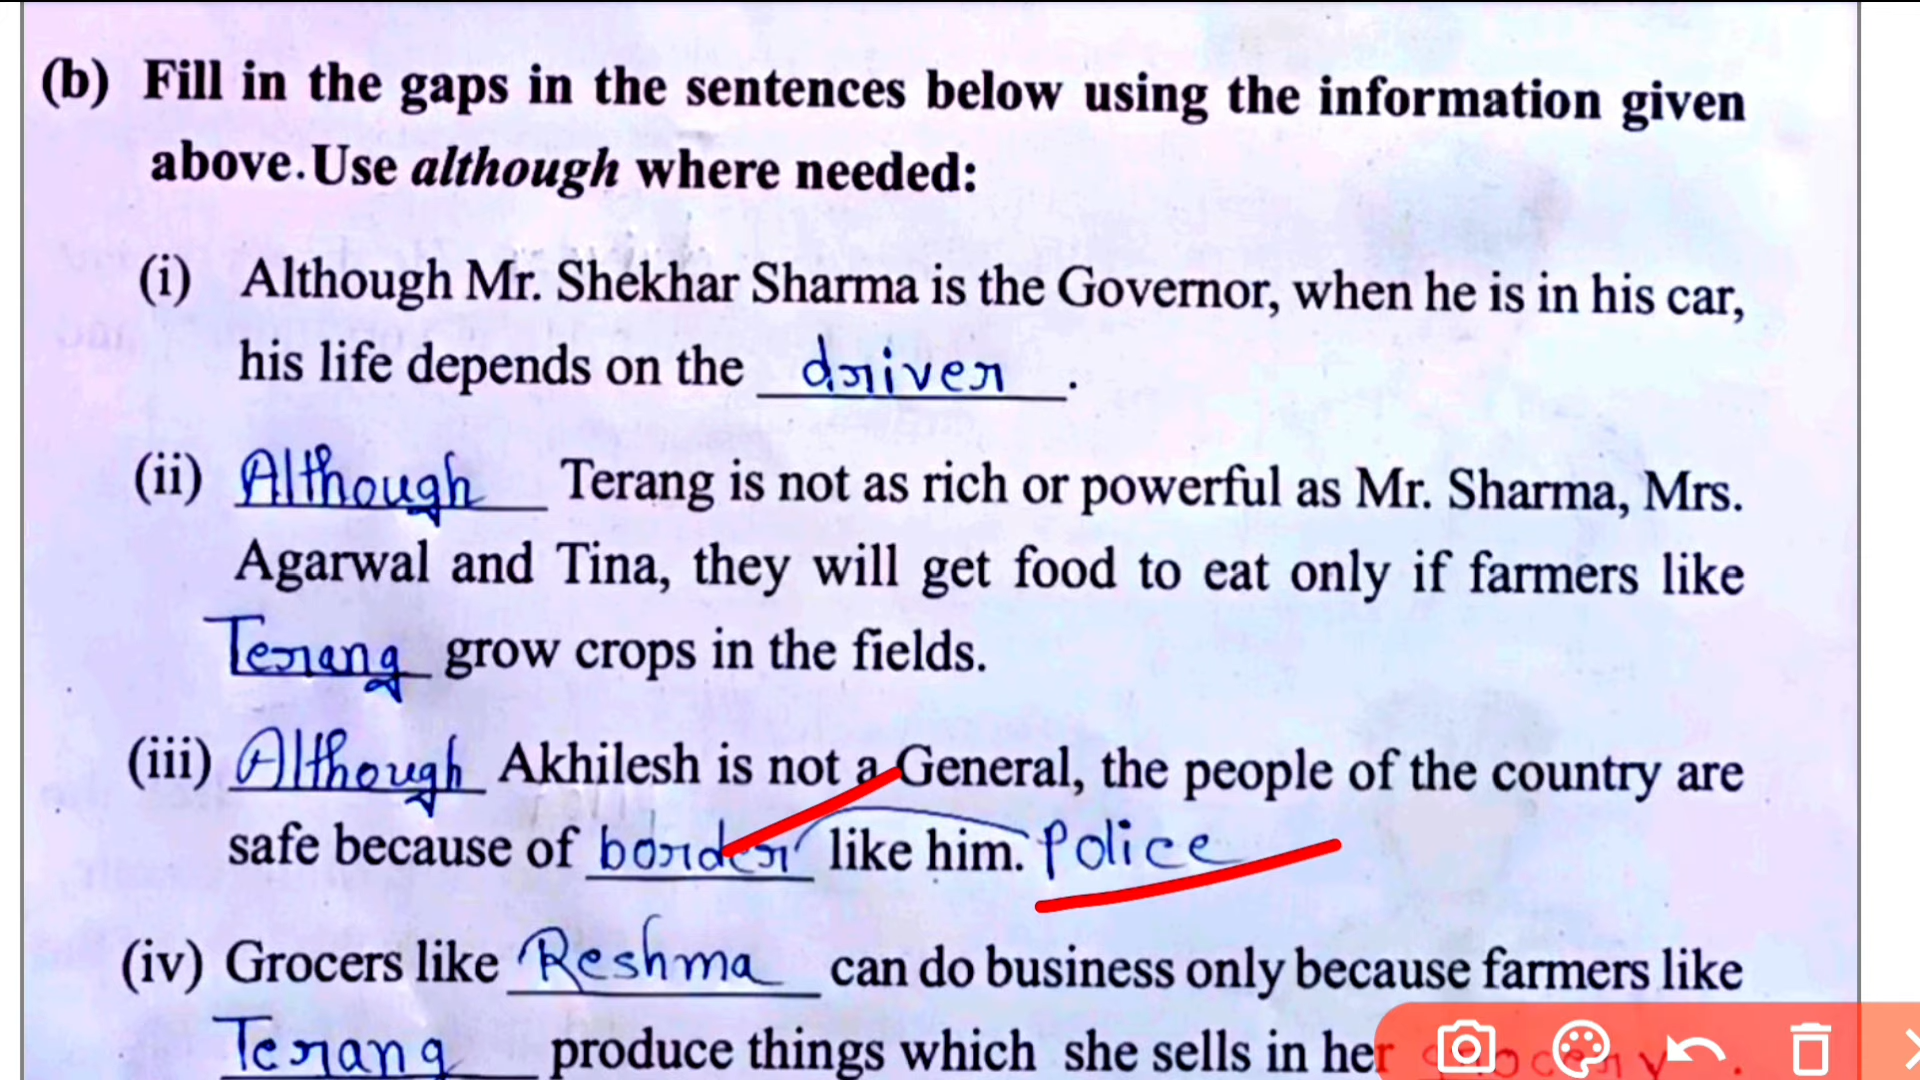 (b) Fill in the gaps in the sentences below using the information given
above. Use although where needed:
(i) Although Mr. Shekhar Sharma is the Governor, when he is in his car,
his life depends on the driver.
(ii) Although Terang is not as rich or powerful as Mr. Sharma, Mrs.
Agarwal and Tina, they will get food to eat only if farmers like
Terang grow crops in the fields.
(iii) Although Akhilesh is not a General, the people of the country are
safe because of border like him. Police
(iv) Grocers like Reshma can do business only because farmers like
Terang produce things which she sells in her grocery.